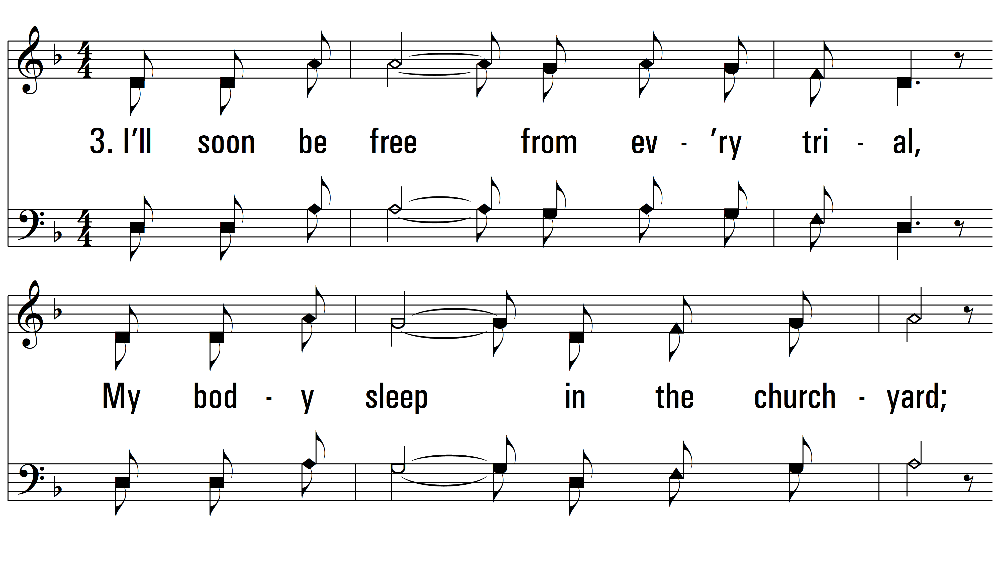 3. I’ll soon be free from ev - ’ry tri - al,
My bod - y sleep in the church - yard;